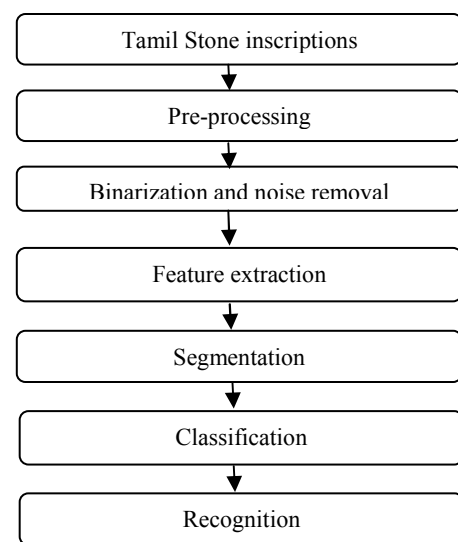 Tamil Stone inscriptions
Pre-processing
Binarization and noise removal
Feature extraction
Segmentation
Classification
Recognition